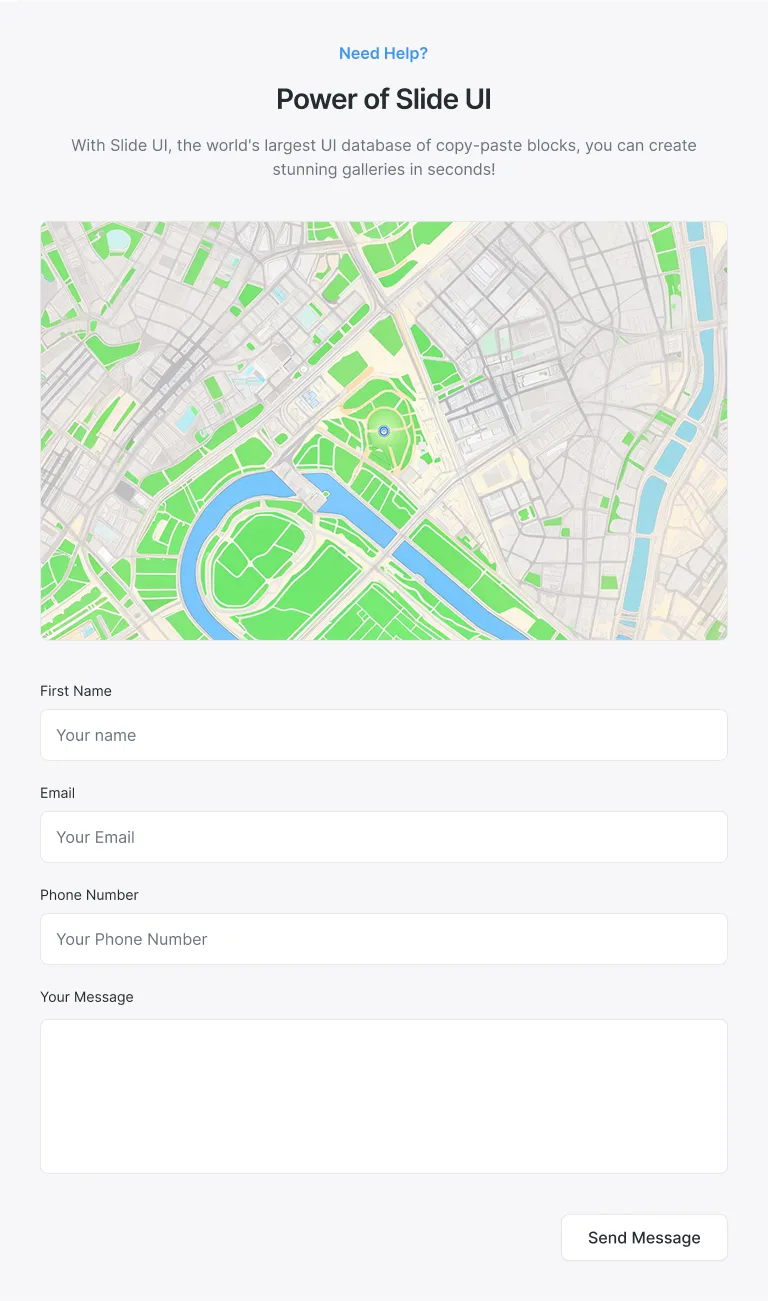 Need Help?
Power of Slide UI
With Slide UI, the world's largest UI database of copy-paste blocks, you can create
stunning galleries in seconds!
First Name
Your name
Email
Your Email
Phone Number
Your Phone Number
Your Message
Send Message